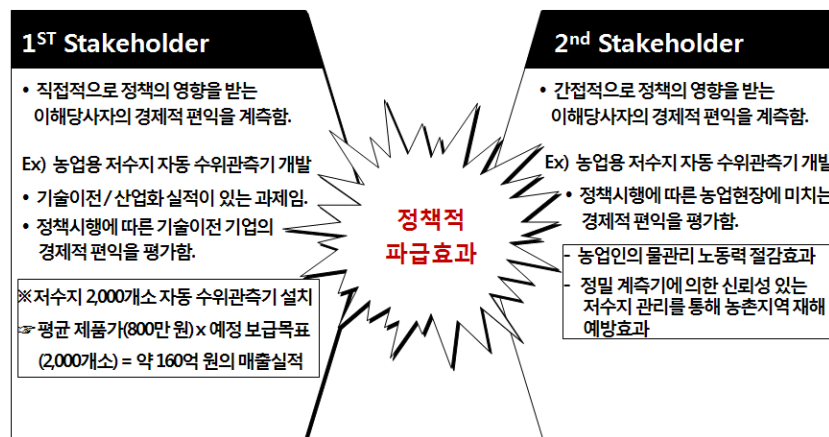 1ST Stakeholder
• 직접적으로 정책의 영향을 받는
이해당사자의 경제적 편익을 계측함.
Ex) 농업용 저수지 자동 수위관측기 개발
• 기술이전 / 산업화 실적이 있는 과제임.
• 정책시행에 따른 기술이전 기업의
경제적 편익을 평가함.
※저수지 2,000개소 자동 수위관측기 설치
☞ 평균 제품가(800만 원) x 예정 보급목표
(2,000개소) = 약 160억 원의 매출실적
정책적
파급효과
2nd Stakeholder
• 간접적으로 정책의 영향을 받는
이해당사자의 경제적 편익을 계측함.
Ex) 농업용 저수지 자동 수위관측기 개발
• 정책시행에 따른 농업현장에 미치는
경제적 편익을 평가함.
- 농업인의 물관리 노동력 절감효과
- 정밀 계측기에 의한 신뢰성 있는
저수지 관리를 통해 농촌지역 재해
예방효과